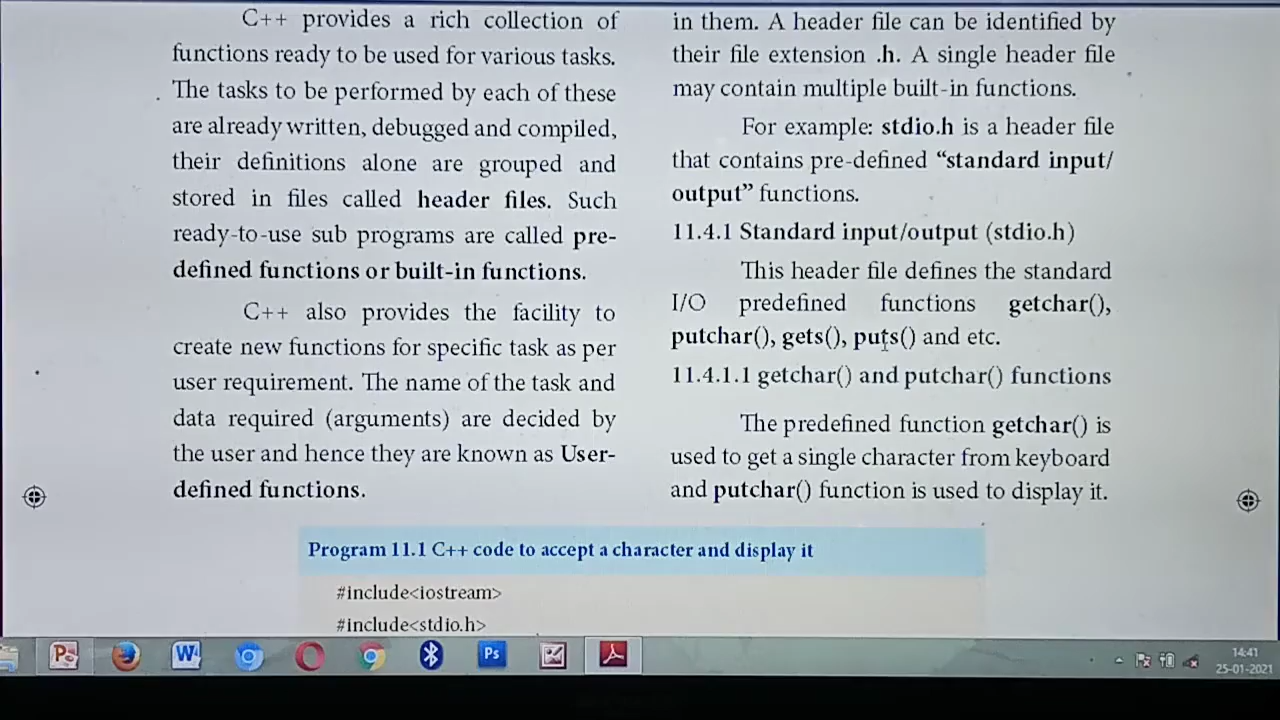 C++ provides a rich collection of
functions ready to be used for various tasks.
The tasks to be performed by each of these
are already written, debugged and compiled,
their definitions alone are grouped and
stored in files called header files. Such
ready-to-use sub programs are called pre-
defined functions or built-in functions.
C++ also provides the facility to
create new functions for specific task as per
user requirement. The name of the task and
data required (arguments) are decided by
the user and hence they are known as User-
defined functions.
in them. A header file can be identified by
their file extension .h. A single header file
may contain multiple built-in functions.
For example: stdio.h is a header file
that contains pre-defined “standard input/
output” functions.
11.4.1 Standard input/output (stdio.h)
This header file defines the standard
I/O predefined functions getchar(),
putchar(), gets(), puts() and etc.
11.4.1.1 getchar() and putchar() functions
The predefined function getchar() is
used to get a single character from keyboard
and putchar() function is used to display it.
Program 11.1 C++ code to accept a character and display it
#include<iostream>
#include<stdio.h>
P
W
Ps
14:41
25-01-2021